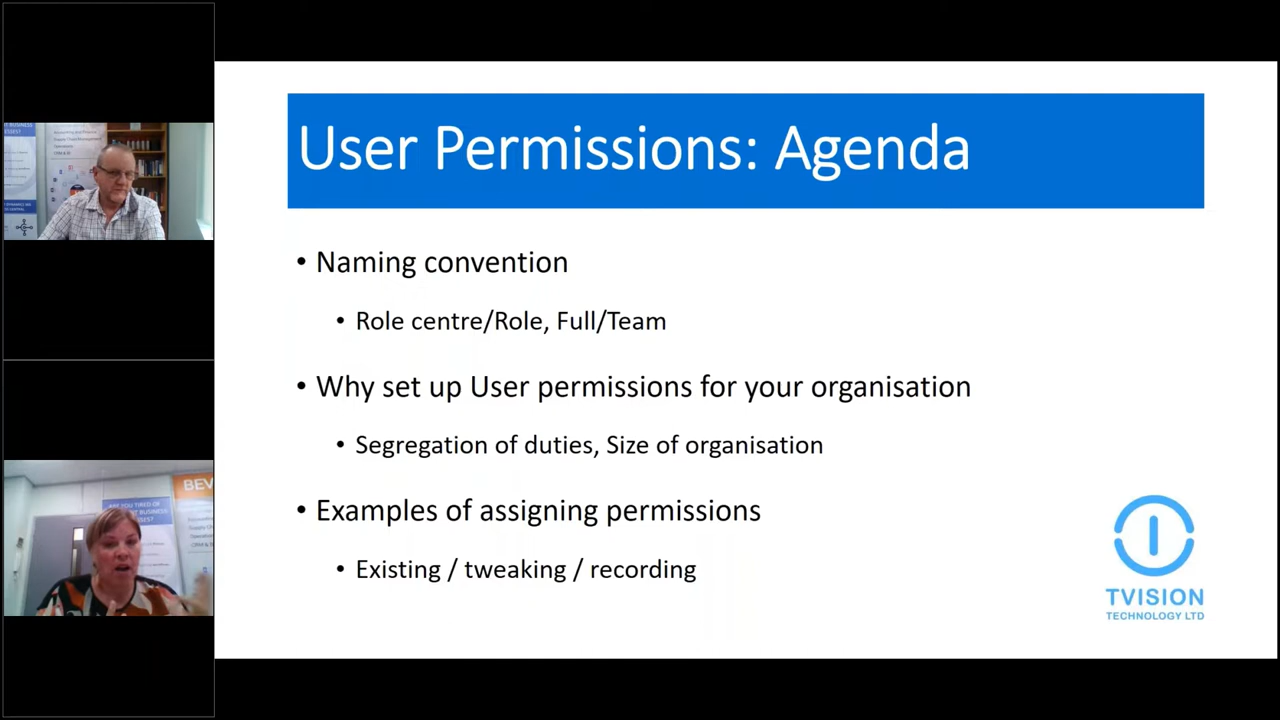 User Permissions: Agenda
• Naming convention
• Role centre/Role, Full/Team
• Why set up User permissions for your organisation
• Segregation of duties, Size of organisation
• Examples of assigning permissions
• Existing / tweaking / recording
TVISION
TECHNOLOGY LTD
BEV